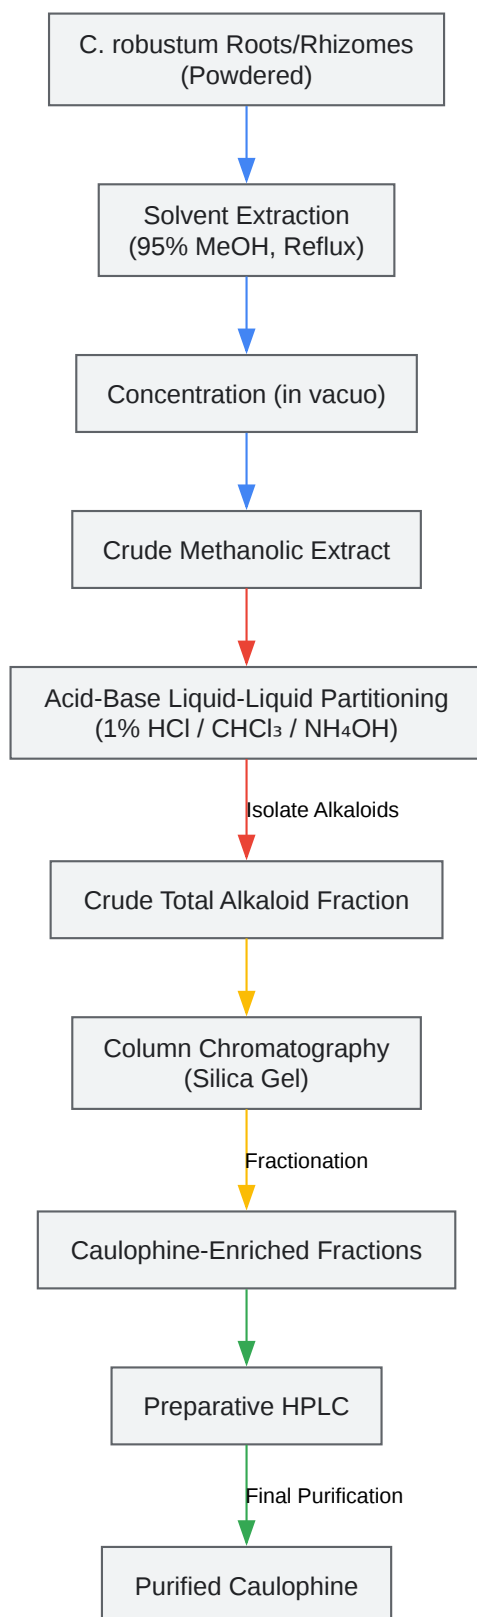 C. robustum Roots/Rhizomes
(Powdered)
Solvent Extraction
(95% MeOH, Reflux)
Concentration (in vacuo)
Crude Methanolic Extract
Acid-Base Liquid-Liquid Partitioning
(1% HCl / CHCl₃ / NH₄OH)
Isolate Alkaloids
Crude Total Alkaloid Fraction
Column Chromatography
(Silica Gel)
Fractionation
Caulophine-Enriched Fractions
Preparative HPLC
Final Purification
Purified Caulophine